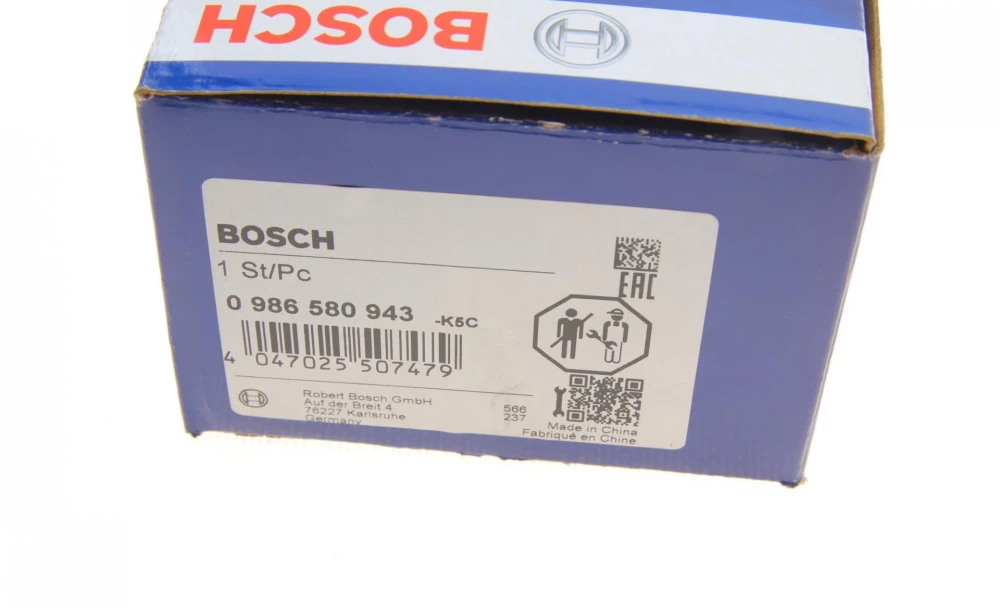 BOSCH
BOSCH
1 St/Pc
0 986 580 943 -K5C
4 047025 507479
EAC
Robert Bosch GmbH
Auf der Breit 4
76227 Karlsruhe
Germany
566
237
Made in China
Fabriqué en Chine